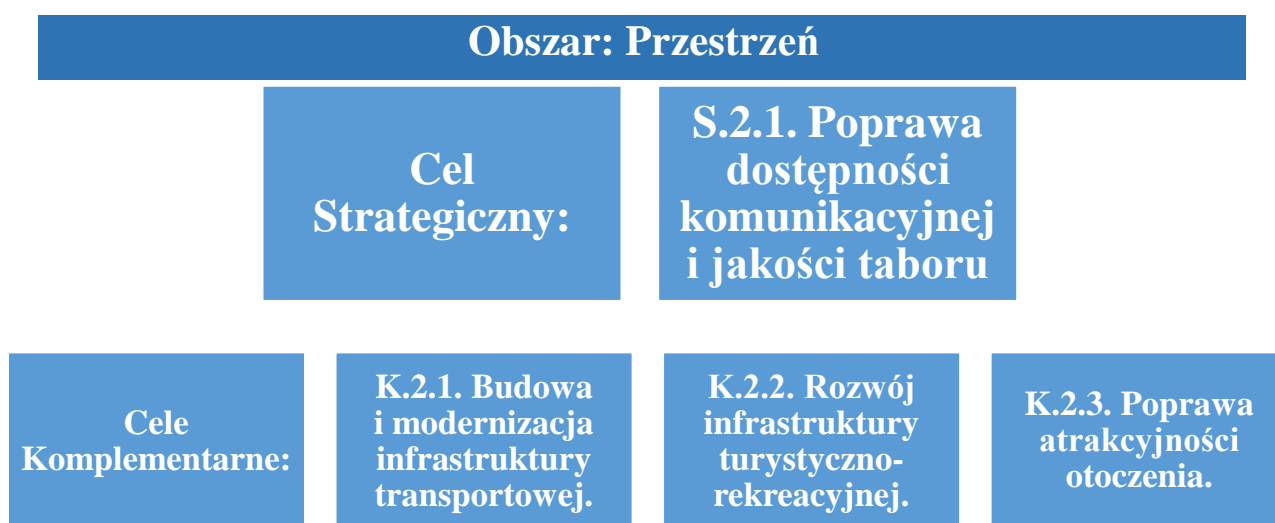 Obszar: Przestrzeń
Cel
Strategiczny:
S.2.1. Poprawa
dostępności
komunikacyjnej
i jakości taboru
Cele
Komplementarne:
K.2.1. Budowa
i modernizacja
infrastruktury
transportowej.
K.2.2. Rozwój
infrastruktury
turystyczno-
rekreacyjnej.
K.2.3. Poprawa
atrakcyjności
otoczenia.